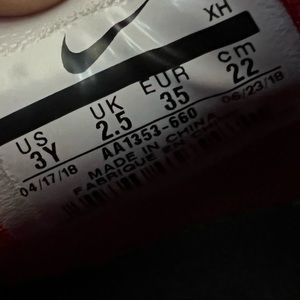 XH
US UK EUR cm
3Y 2.5 35 22
04/17/18 AA1353-660 06/23/18
MADE IN CHINA
FABRIQUE EN